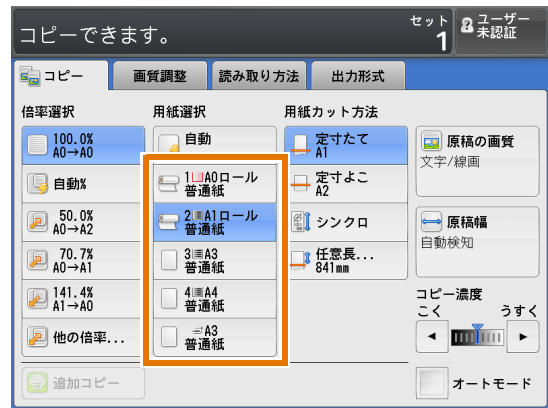 コピーできます。
セット
1
ユーザー
未認証
コピー
画質調整
読み取り方法
出力形式
倍率選択
用紙選択
用紙カット方法
100.0%
A0→A0
自動%
50.0%
A0→A2
70.7%
A0→A1
141.4%
A1→A0
他の倍率...
自動
1 A0ロール
普通紙
2 A1ロール
普通紙
3 A3
普通紙
4 A4
普通紙
A3
普通紙
定寸たて
A1
定寸よこ
A2
シンクロ
任意長...
841mm
原稿の画質
文字/線画
原稿幅
自動検知
コピー濃度
こく うすく
追加コピー
オートモード